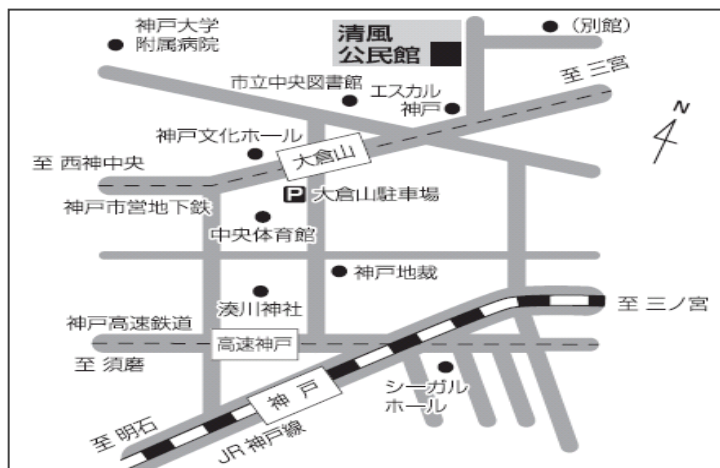 神戸大学
附属病院
清風
公民館
(別館)
至 三宮
市立中央図書館
エスカル
神戸
N
神戸文化ホール
大倉山
至 西神中央
P
大倉山駐車場
神戸市営地下鉄
中央体育館
神戸地裁
湊川神社
至 三ノ宮
神戸高速鉄道
高速神戸
至 須磨
神 戸
シーガル
ホール
至 明石
JR 神戸線